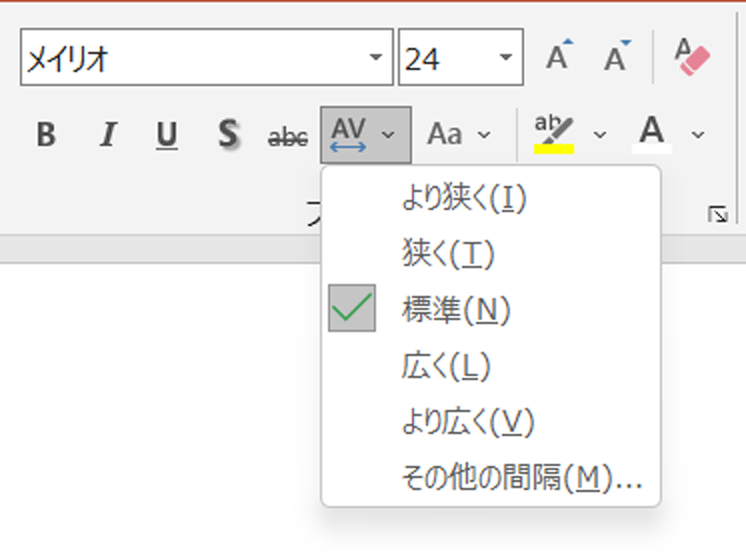 メイリオ 24 A A A
B I U S abc AV Aa ab A
より狭く(I)
狭く(T)
標準(N)
広く(L)
より広く(V)
その他の間隔(M)...